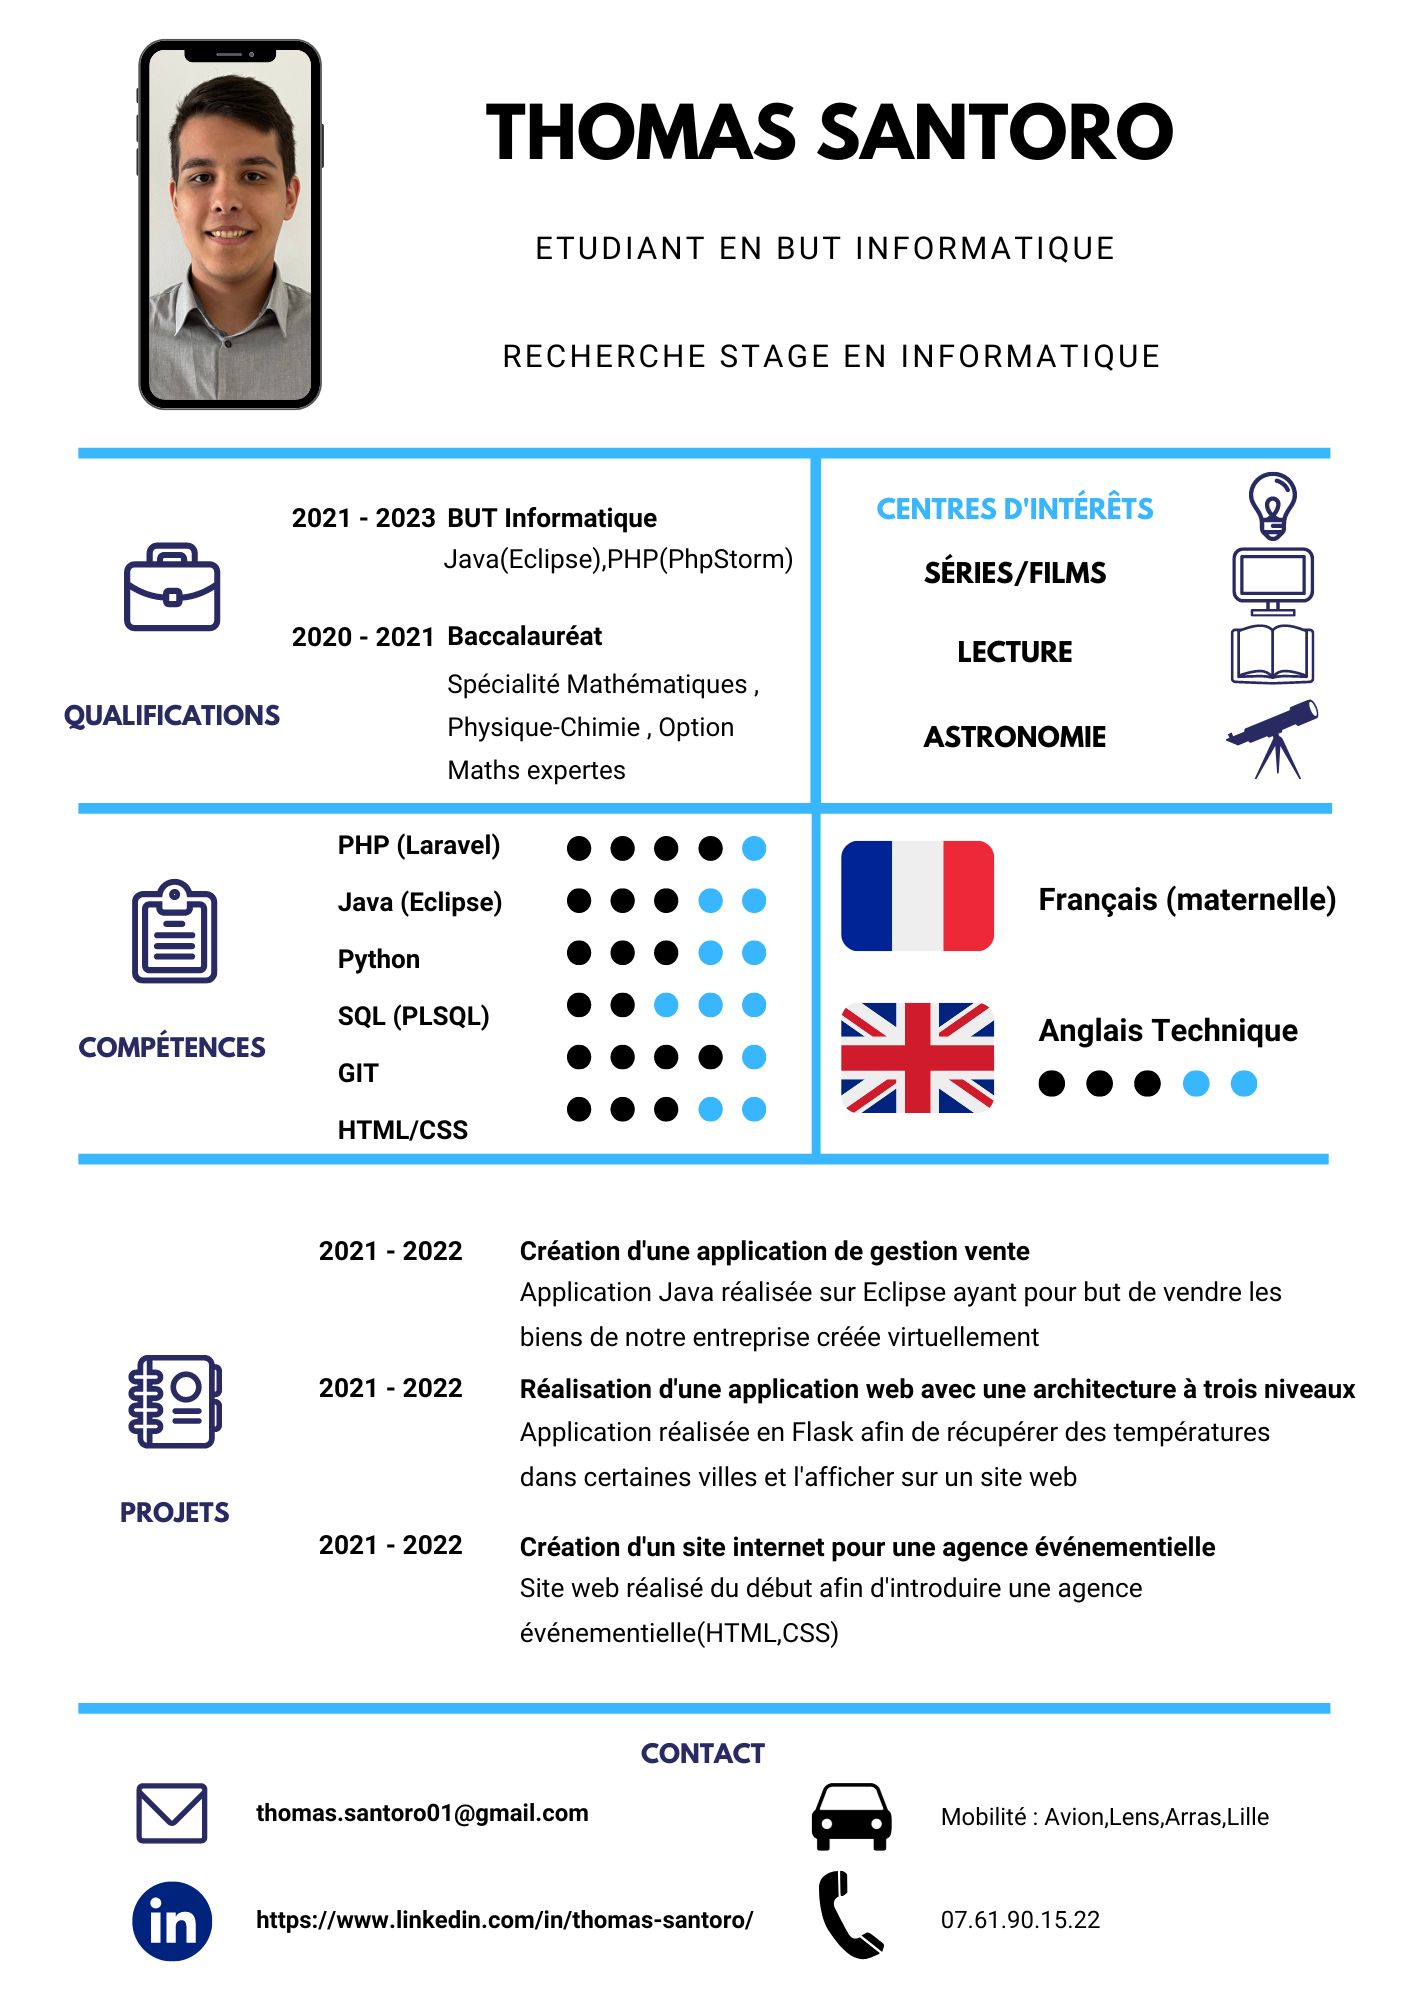 THOMAS SANTORO
ETUDIANT EN BUT INFORMATIQUE
RECHERCHE STAGE EN INFORMATIQUE
QUALIFICATIONS
2021 - 2023 BUT Informatique
Java(Eclipse),PHP(PhpStorm)
2020 - 2021 Baccalauréat
Spécialité Mathématiques ,
Physique-Chimie , Option
Maths expertes
CENTRES D'INTÉRÊTS
SÉRIES/FILMS
LECTURE
ASTRONOMIE
COMPÉTENCES
PHP (Laravel)
Java (Eclipse)
Python
SQL (PLSQL)
GIT
HTML/CSS
Français (maternelle)
Anglais Technique
PROJETS
2021 - 2022 Création d'une application de gestion vente
Application Java réalisée sur Eclipse ayant pour but de vendre les
biens de notre entreprise créée virtuellement
2021 - 2022 Réalisation d'une application web avec une architecture à trois niveaux
Application réalisée en Flask afin de récupérer des températures
dans certaines villes et l'afficher sur un site web
2021 - 2022 Création d'un site internet pour une agence événementielle
Site web réalisé du début afin d'introduire une agence
événementielle(HTML,CSS)
CONTACT
thomas.santoro01@gmail.com
Mobilité : Avion,Lens,Arras,Lille
in
https://www.linkedin.com/in/thomas-santoro/
07.61.90.15.22